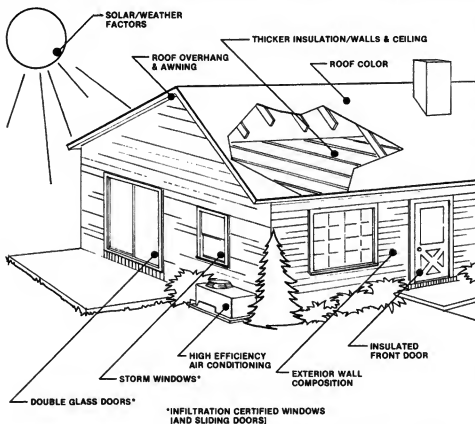 SOLAR/WEATHER
FACTORS
ROOF OVERHANG
& AWNING
THICKER INSULATION/WALLS & CEILING
ROOF COLOR
HIGH EFFICIENCY
AIR CONDITIONING
INSULATED
FRONT DOOR
STORM WINDOWS*
EXTERIOR WALL
COMPOSITION
DOUBLE GLASS DOORS*
*INFILTRATION CERTIFIED WINDOWS
[AND SLIDING DOORS]